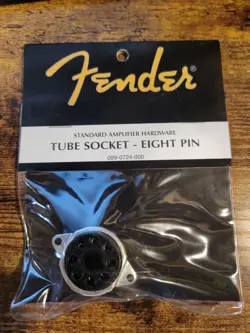 Fender
STANDARD AMPLIFIER HARDWARE
TUBE SOCKET - EIGHT PIN
099-0724-000